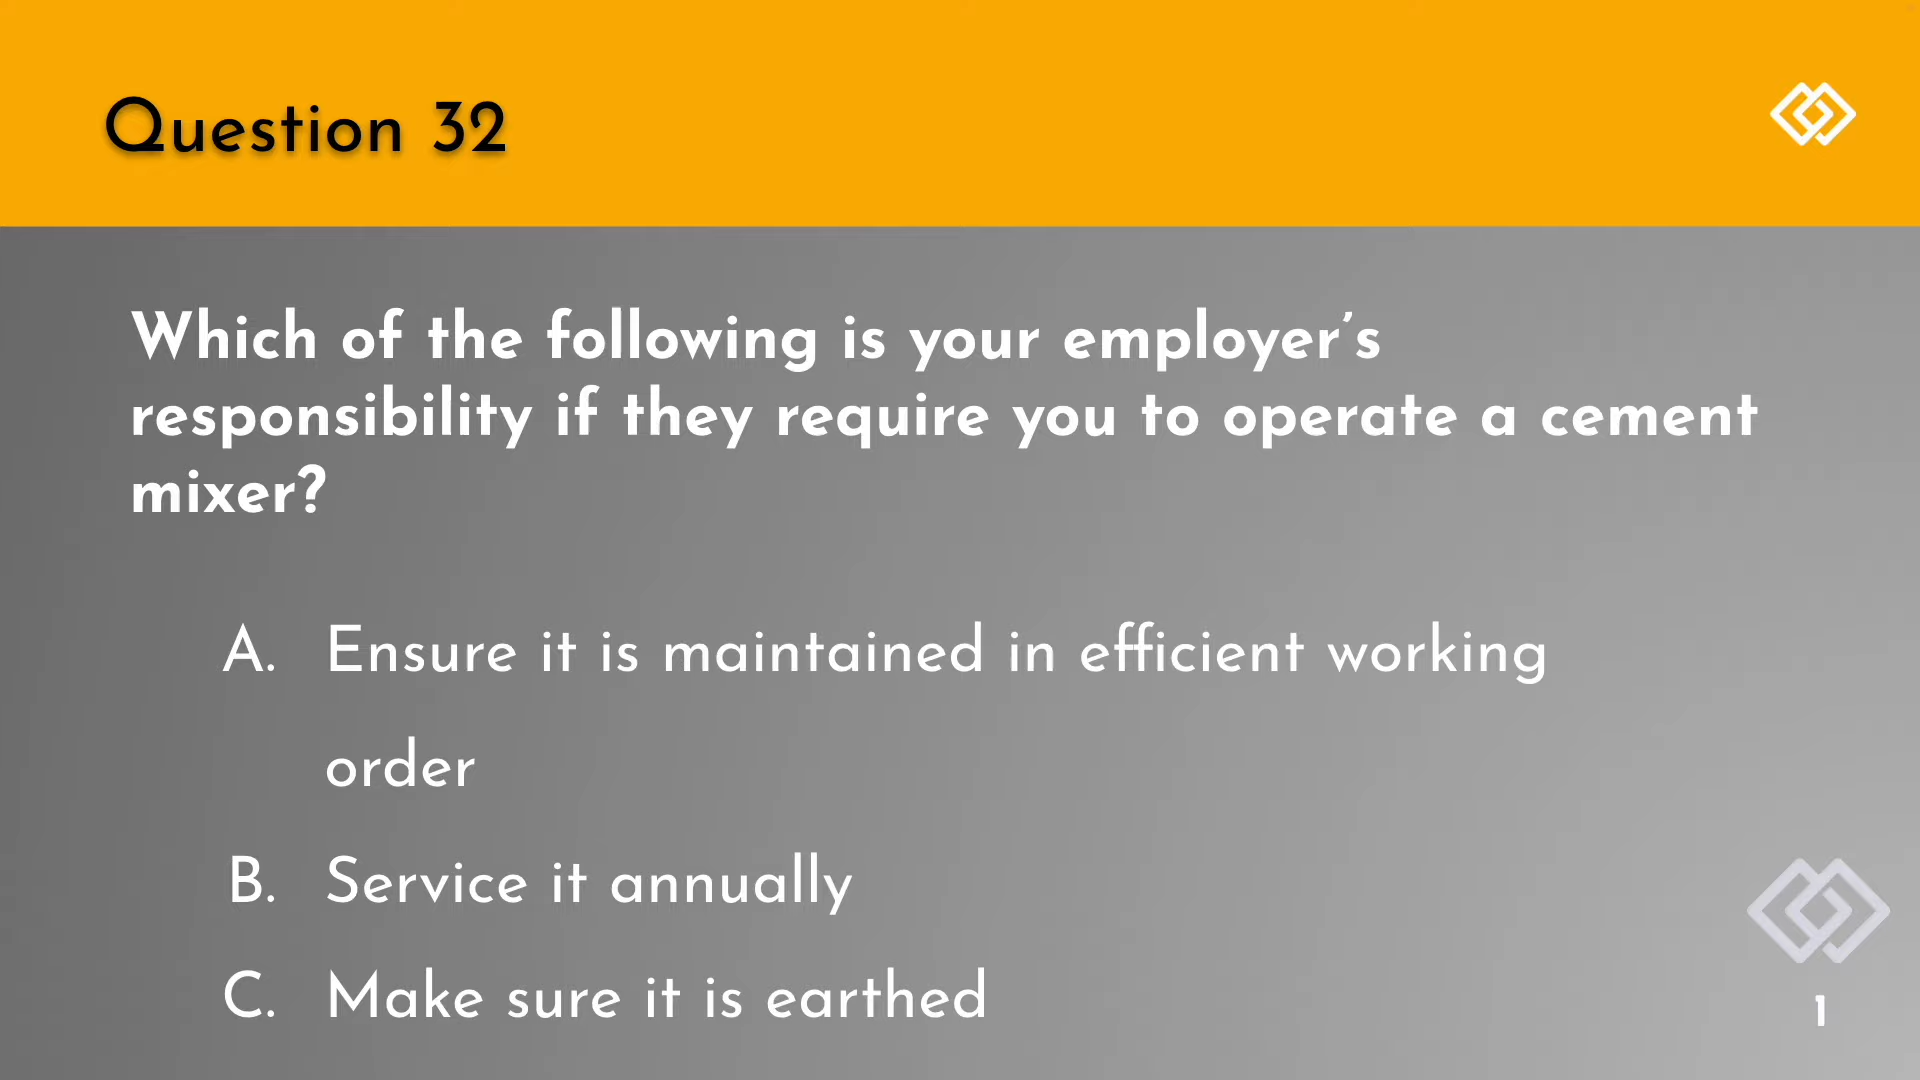 Question 32
Which of the following is your employer’s
responsibility if they require you to operate a cement
mixer?
A. Ensure it is maintained in efficient working
order
B. Service it annually
C. Make sure it is earthed
1